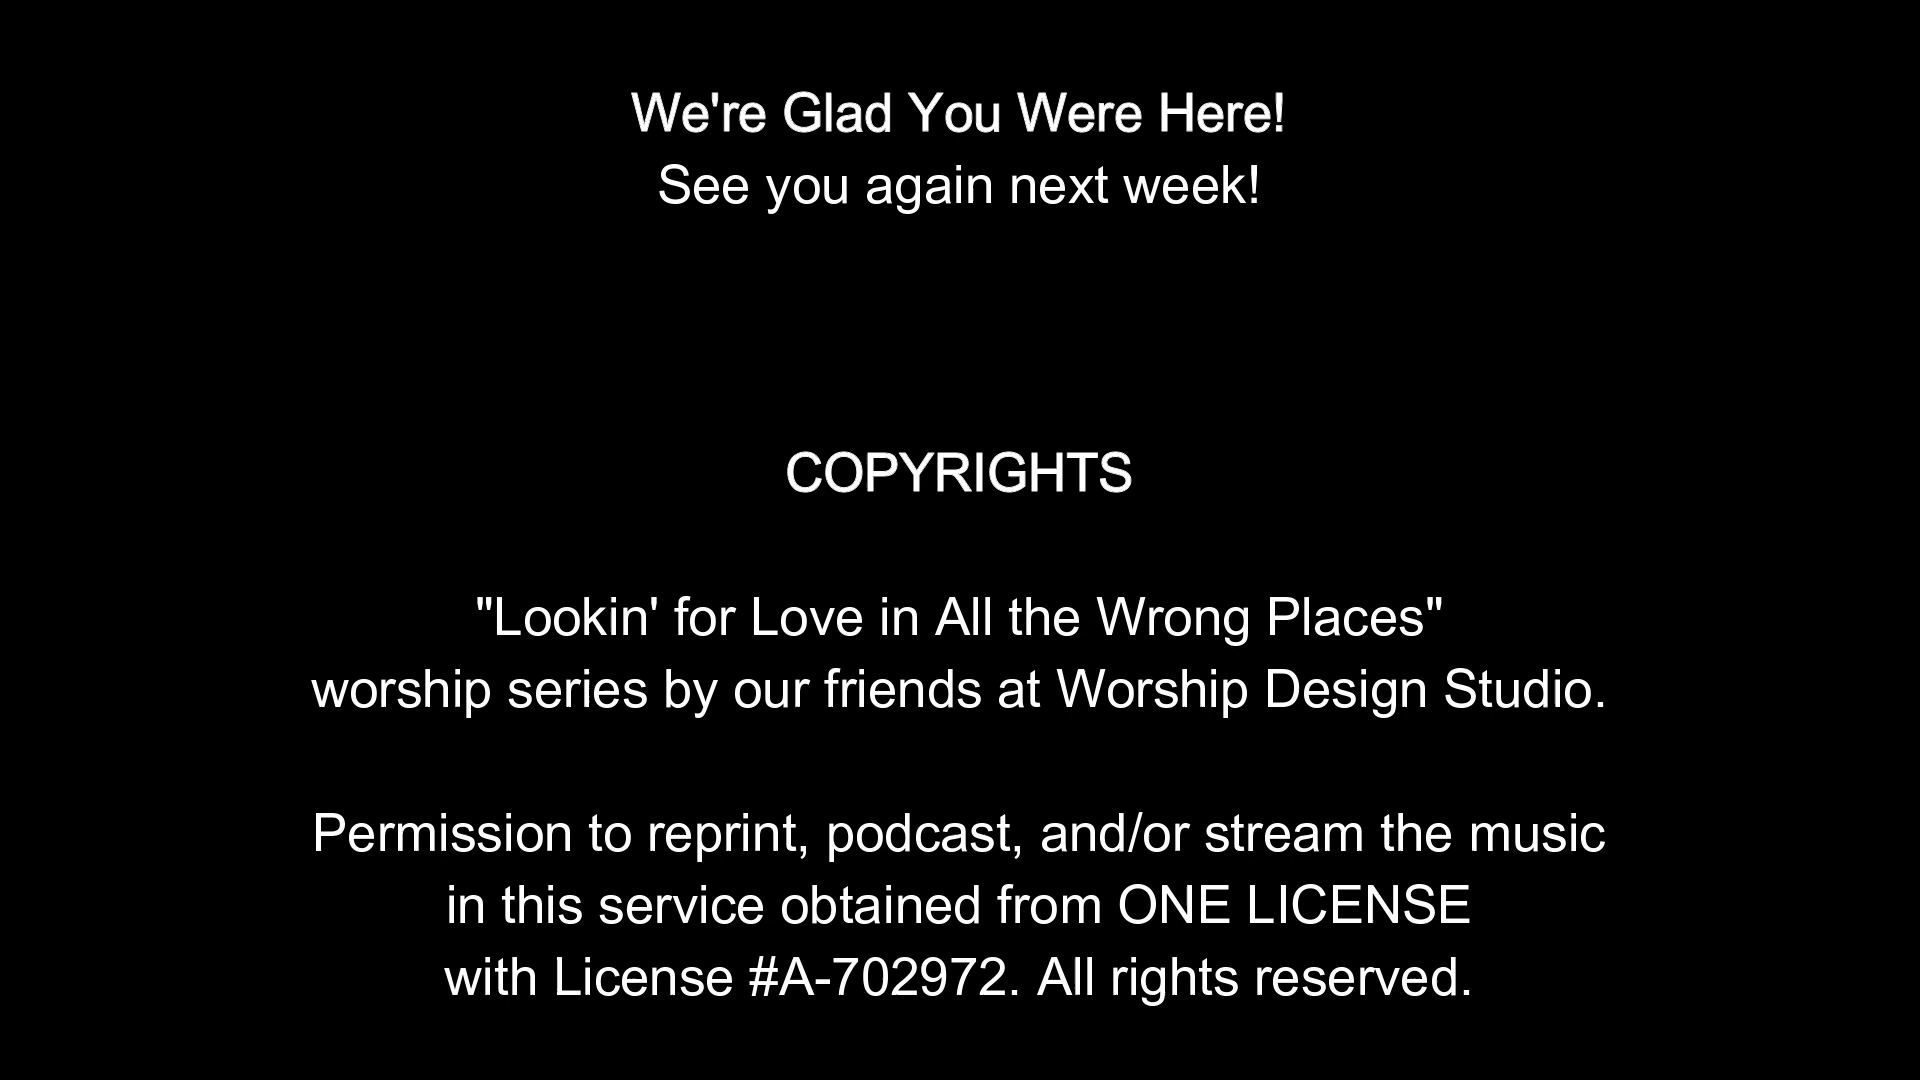 We're Glad You Were Here!
See you again next week!
COPYRIGHTS
"Lookin' for Love in All the Wrong Places"
worship series by our friends at Worship Design Studio.
Permission to reprint, podcast, and/or stream the music
in this service obtained from ONE LICENSE
with License #A-702972. All rights reserved.